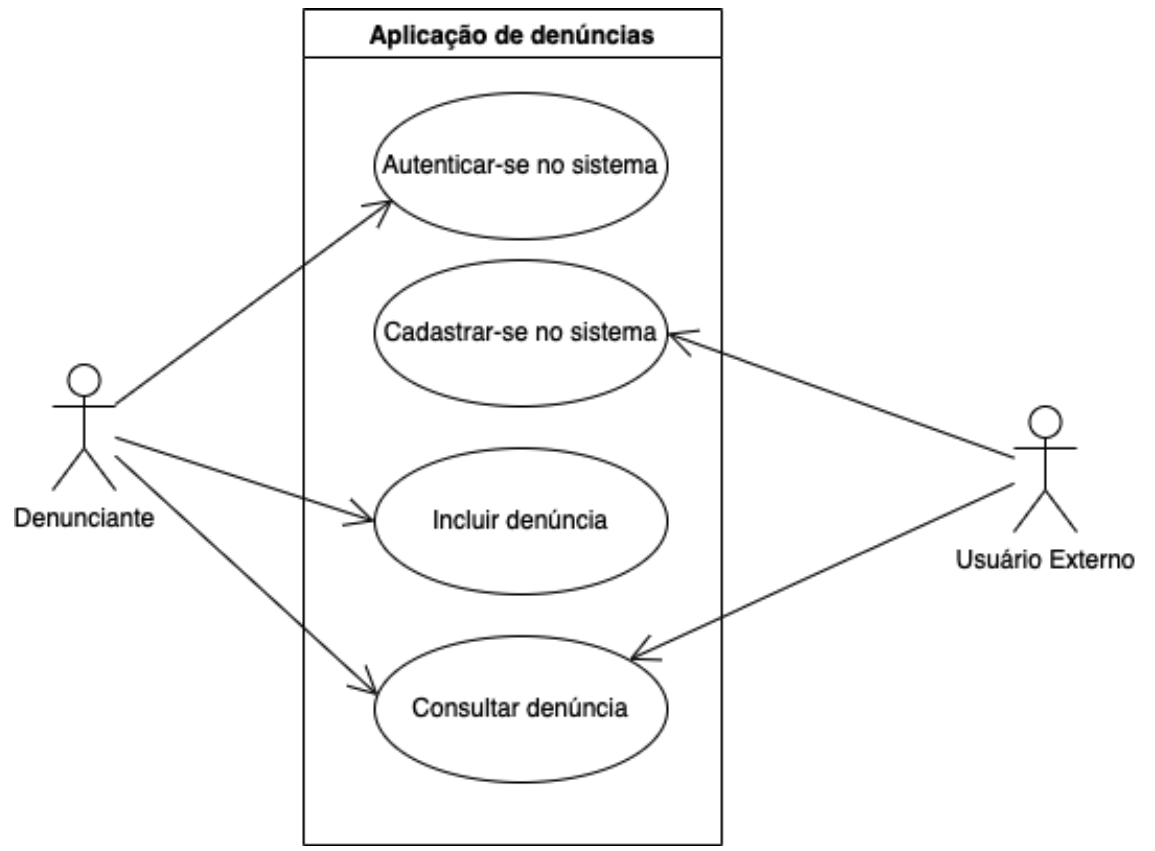 Aplicação de denúncias
Autenticar-se no sistema
Cadastrar-se no sistema
Denunciante
Incluir denúncia
Usuário Externo
Consultar denúncia